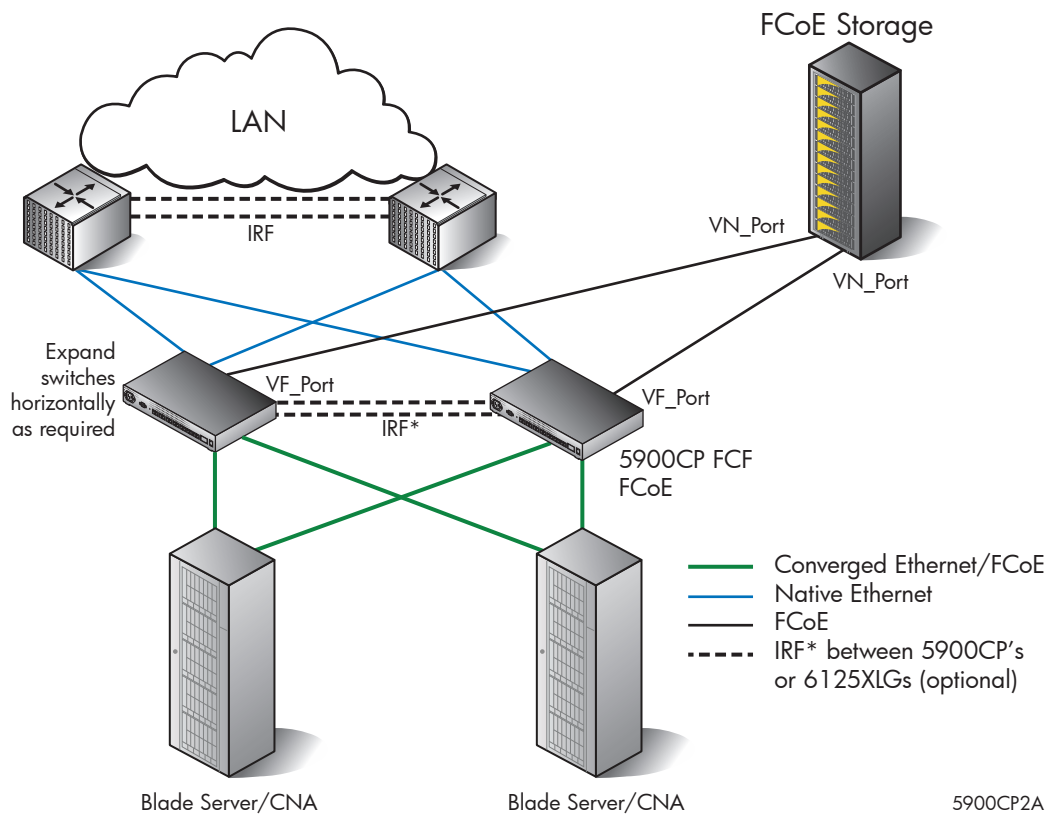 FCoE Storage
LAN
IRF
VN_Port
VN_Port
Expand
switches
horizontally
as required
VF_Port
IRF*
VF_Port
5900CP FCF
FCoE
Converged Ethernet/FCoE
Native Ethernet
FCoE
IRF* between 5900CP's
or 6125XLGs (optional)
Blade Server/CNA
Blade Server/CNA
5900CP2A